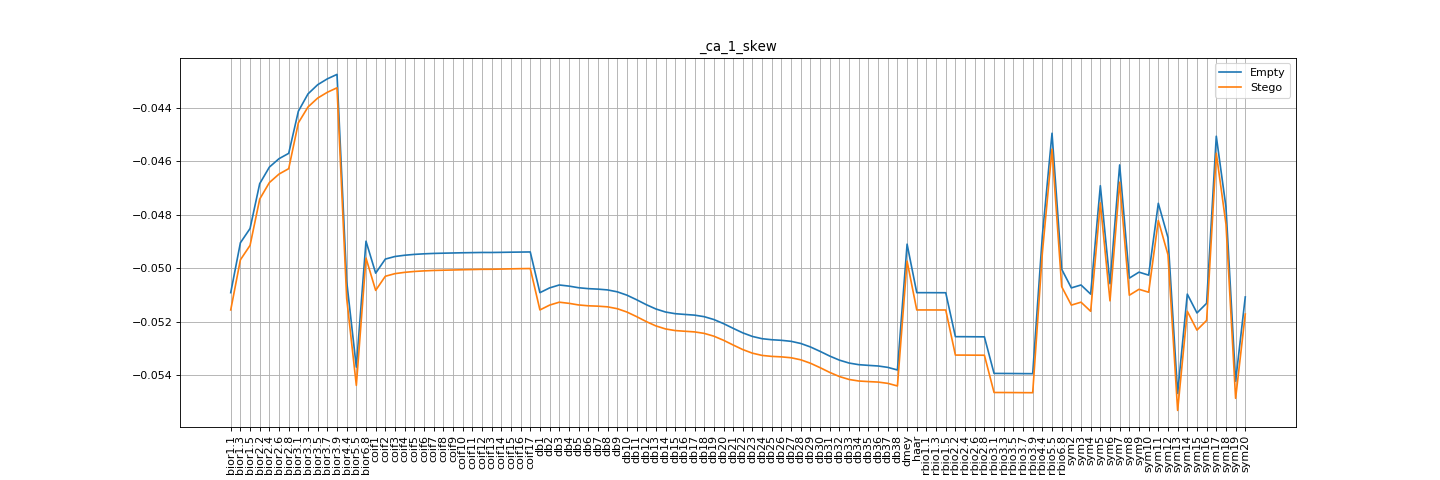 _ca_1_skew
Empty
Stego
−0.044
−0.046
−0.048
−0.050
−0.052
−0.054
bior1.1
bior1.3
bior1.5
bior2.2
bior2.4
bior2.6
bior2.8
bior3.1
bior3.3
bior3.5
bior3.7
bior3.9
bior4.4
bior5.5
bior6.8
coif1
coif2
coif3
coif4
coif5
coif6
coif7
coif8
coif9
coif10
coif11
coif12
coif13
coif14
coif15
coif16
coif17
db1
db2
db3
db4
db5
db6
db7
db8
db9
db10
db11
db12
db13
db14
db15
db16
db17
db18
db19
db20
db21
db22
db23
db24
db25
db26
db27
db28
db29
db30
db31
db32
db33
db34
db35
db36
db37
db38
dmey
haar
rbio1.1
rbio1.3
rbio1.5
rbio2.2
rbio2.4
rbio2.6
rbio2.8
rbio3.1
rbio3.3
rbio3.5
rbio3.7
rbio3.9
rbio4.4
rbio5.5
rbio6.8
sym2
sym3
sym4
sym5
sym6
sym7
sym8
sym9
sym10
sym11
sym12
sym13
sym14
sym15
sym16
sym17
sym18
sym19
sym20